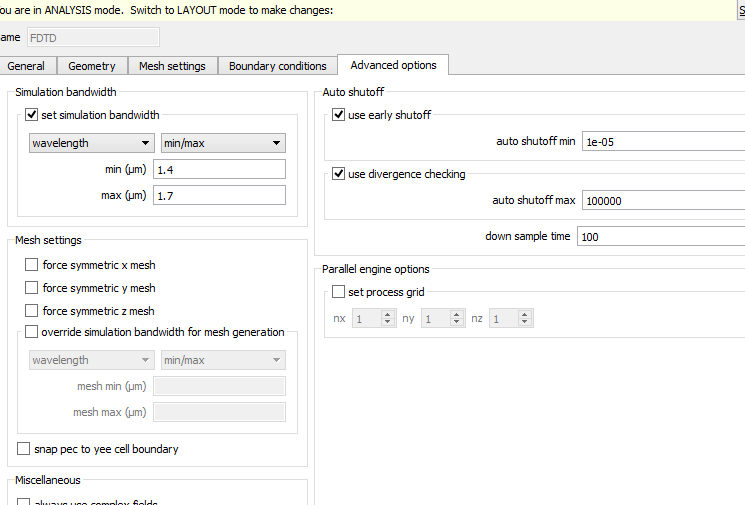 ou are in ANALYSIS mode. Switch to LAYOUT mode to make changes:
ame FDTD
General Geometry Mesh settings Boundary conditions Advanced options
Simulation bandwidth
set simulation bandwidth
wavelength min/max
min (µm) 1.4
max (µm) 1.7
Mesh settings
force symmetric x mesh
force symmetric y mesh
force symmetric z mesh
override simulation bandwidth for mesh generation
wavelength min/max
mesh min (µm)
mesh max (µm)
snap pec to yee cell boundary
Miscellaneous
always use complex fields
Auto shutoff
use early shutoff
auto shutoff min 1e-05
use divergence checking
auto shutoff max 100000
down sample time 100
Parallel engine options
set process grid
nx 1 ny 1 nz 1